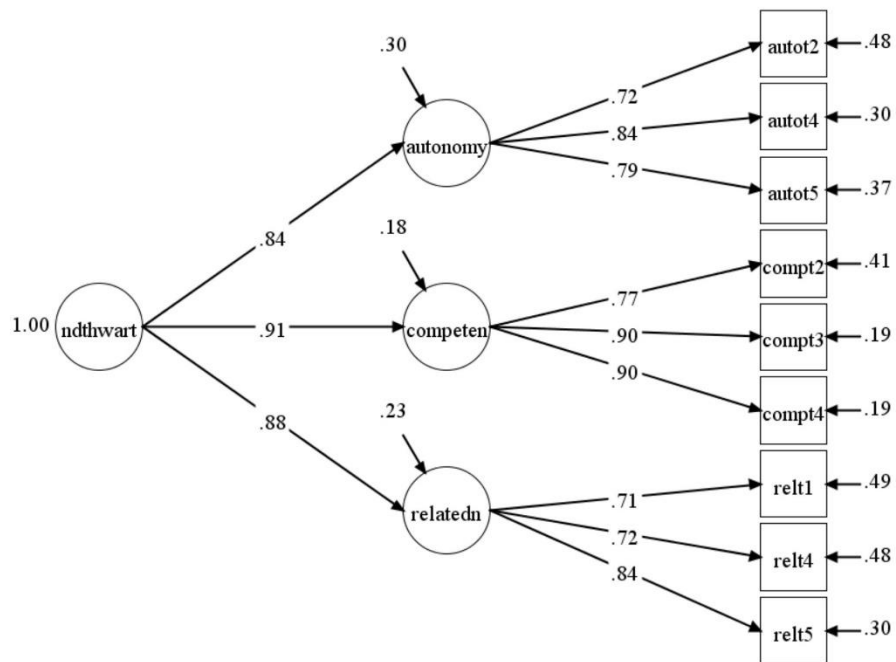 .30
.48
autot2
.72
autonomy
.84
autot4
.30
.79
autot5
.37
.84
.18
compt2
.41
.77
1.00
ndthwart
.91
competen
.90
compt3
.19
.90
.88
.23
compt4
.19
relt1
.49
.71
relatedn
.72
relt4
.48
.84
relt5
.30